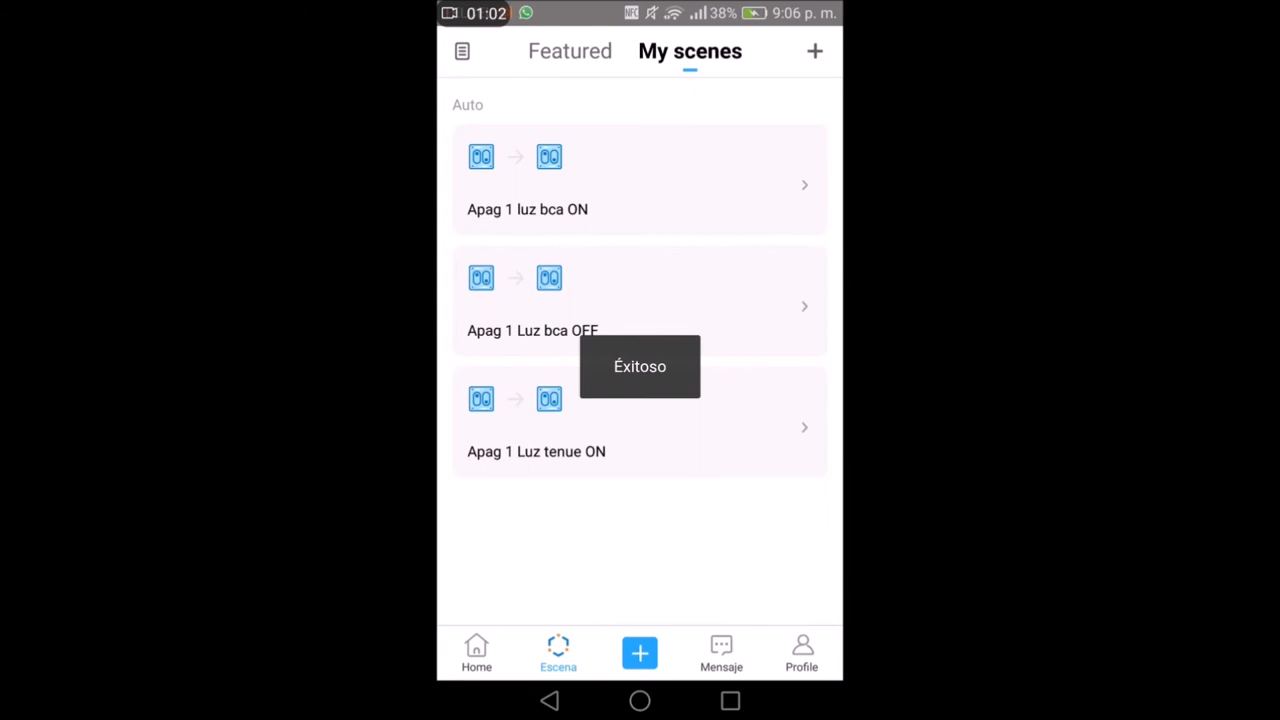 01:02 NFC 38% 9:06 p. m.
Featured My scenes
Auto
Apag 1 luz bca ON
Apag 1 Luz bca OFF
Éxitoso
Apag 1 Luz tenue ON
Home Escena Mensaje Profile